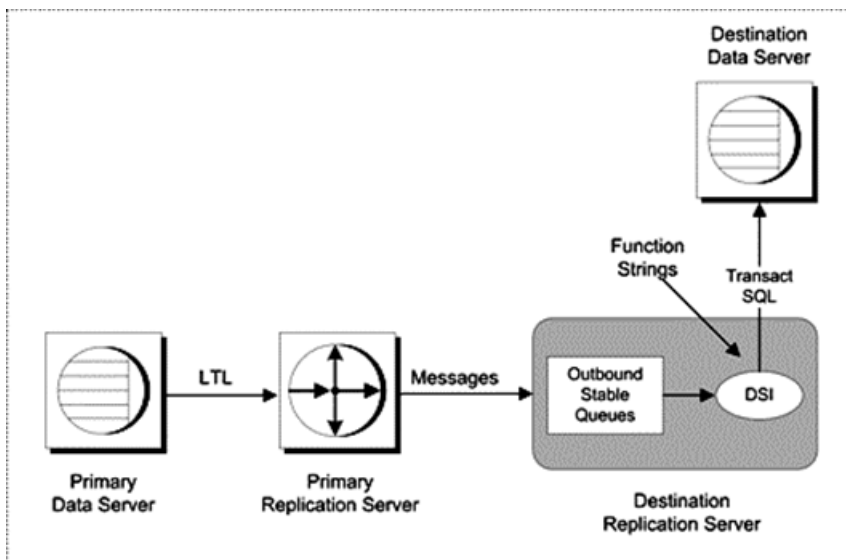 Destination
Data Server
Function
Strings
Transact
SQL
LTL
Messages
Outbound
Stable
Queues
DSI
Primary
Data Server
Primary
Replication Server
Destination
Replication Server